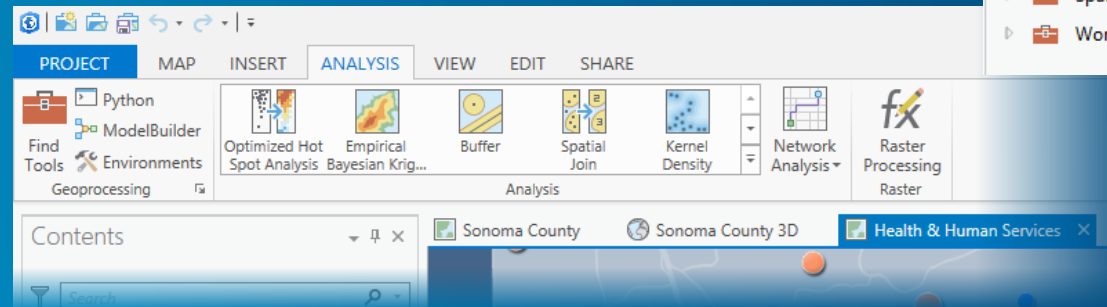 Wor
PROJECT MAP INSERT ANALYSIS VIEW EDIT SHARE
Python
ModelBuilder
Environments
Find
Tools
Optimized Hot
Spot Analysis
Empirical
Bayesian Krig...
Buffer
Spatial
Join
Kernel
Density
Network
Analysis
Raster
Processing
Geoprocessing Analysis Raster
Contents
Sonoma County Sonoma County 3D Health & Human Services
Search